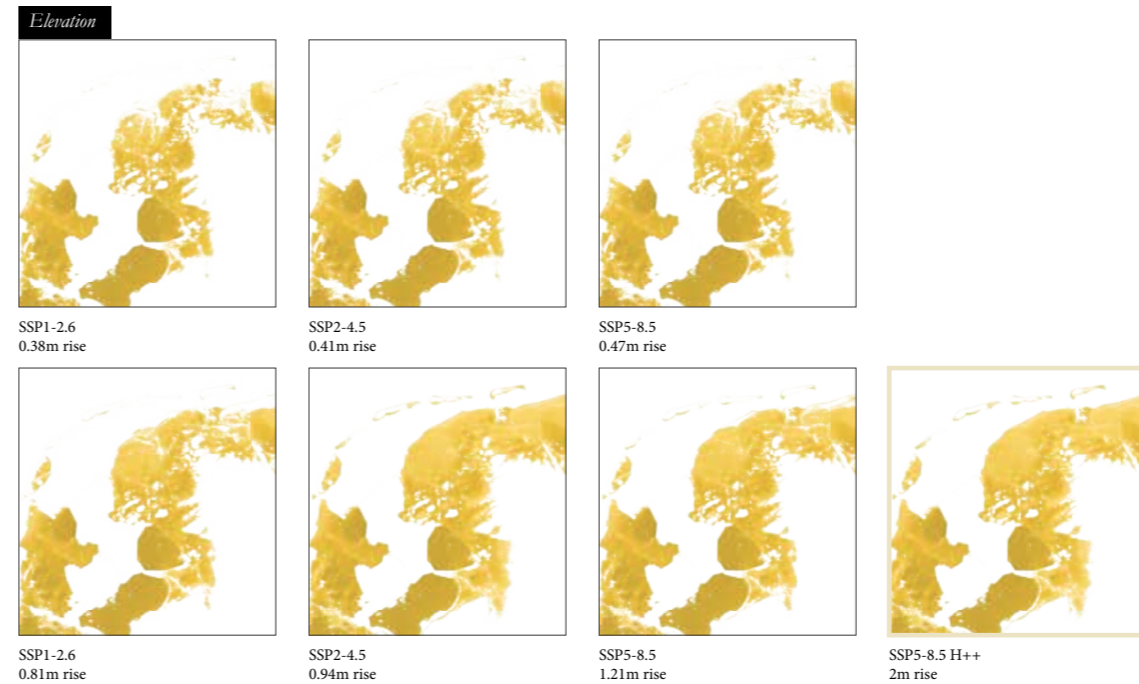 Elevation
SSP1-2.6
0.38m rise
SSP2-4.5
0.41m rise
SSP5-8.5
0.47m rise
SSP1-2.6
0.81m rise
SSP2-4.5
0.94m rise
SSP5-8.5
1.21m rise
SSP5-8.5 H++
2m rise